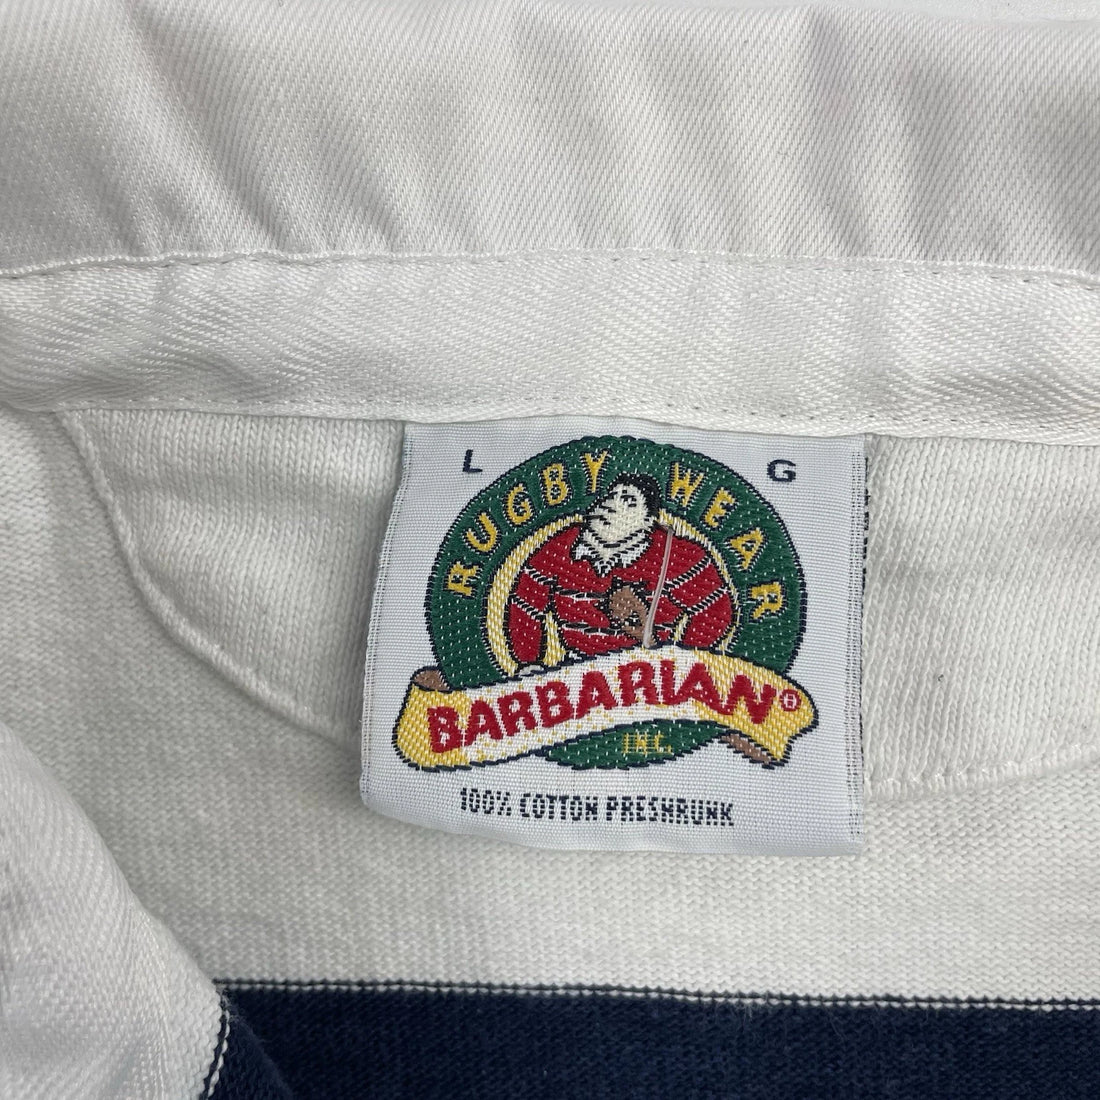 L G
RUGBY WEAR
BARBARIAN®
INC.
100% COTTON PRESHRUNK